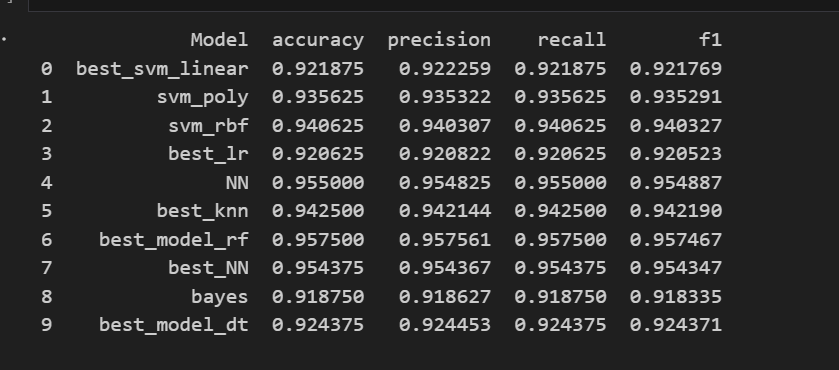 Model accuracy precision recall f1
0 best_svm_linear 0.921875 0.922259 0.921875 0.921769
1 svm_poly 0.935625 0.935322 0.935625 0.935291
2 svm_rbf 0.940625 0.940307 0.940625 0.940327
3 best_lr 0.920625 0.920822 0.920625 0.920523
4 NN 0.955000 0.954825 0.955000 0.954887
5 best_knn 0.942500 0.942144 0.942500 0.942190
6 best_model_rf 0.957500 0.957561 0.957500 0.957467
7 best_NN 0.954375 0.954367 0.954375 0.954347
8 bayes 0.918750 0.918627 0.918750 0.918335
9 best_model_dt 0.924375 0.924453 0.924375 0.924371